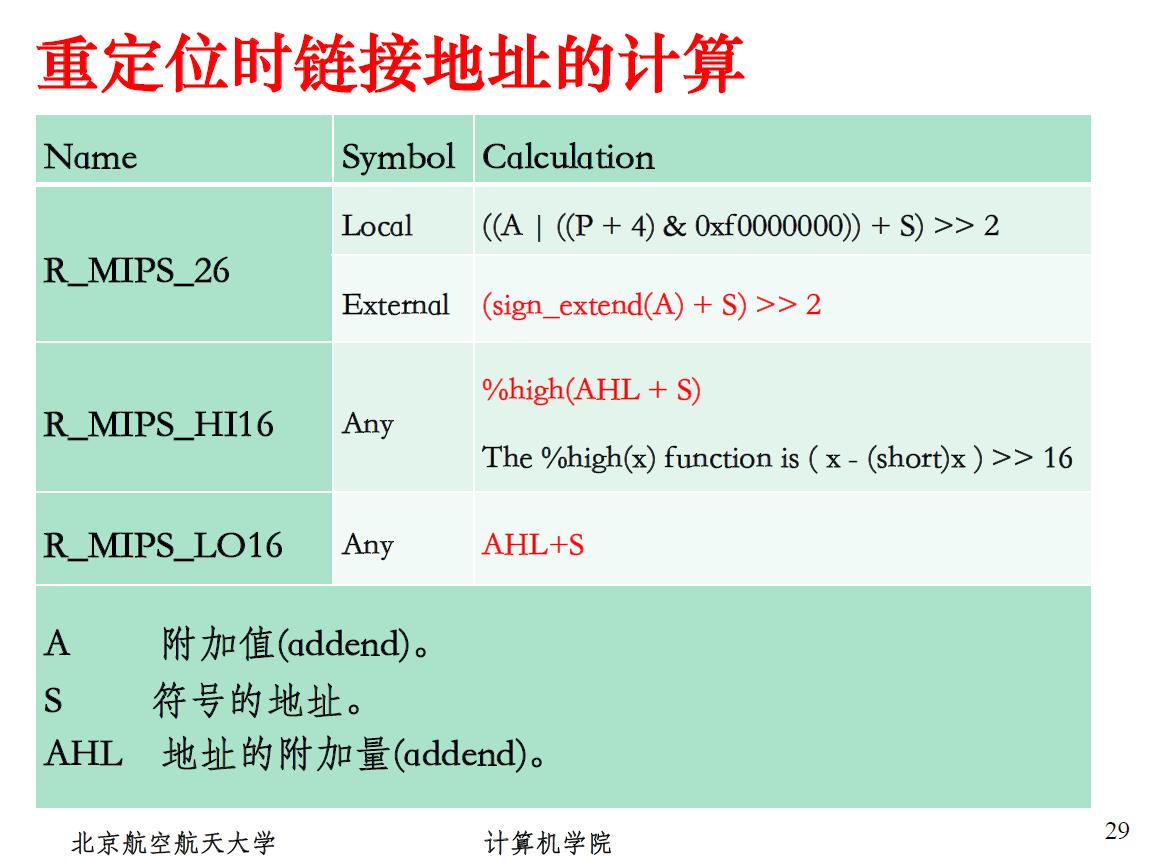 重定位时链接地址的计算
Name Symbol Calculation
R_MIPS_26
Local ((A | ((P + 4) & 0xf0000000)) + S) >> 2
External (sign_extend(A) + S) >> 2
R_MIPS_HI16 Any
%high(AHL + S)
The %high(x) function is ( x - (short)x ) >> 16
R_MIPS_LO16 Any AHL+S
A 附加值(addend)。
S 符号的地址。
AHL 地址的附加量(addend)。
北京航空航天大学 计算机学院 29